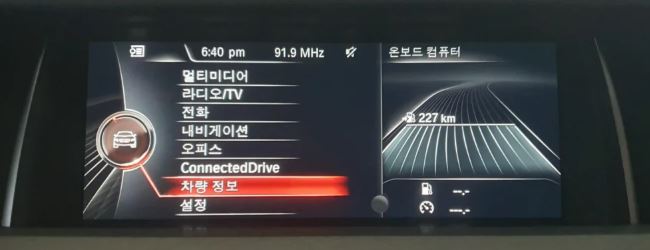 6:40 pm 91.9 MHz 온보드 컴퓨터
멀티미디어
라디오/TV
전화
내비게이션
오피스
ConnectedDrive
차량 정보
설정
227 km
--.-
--.-